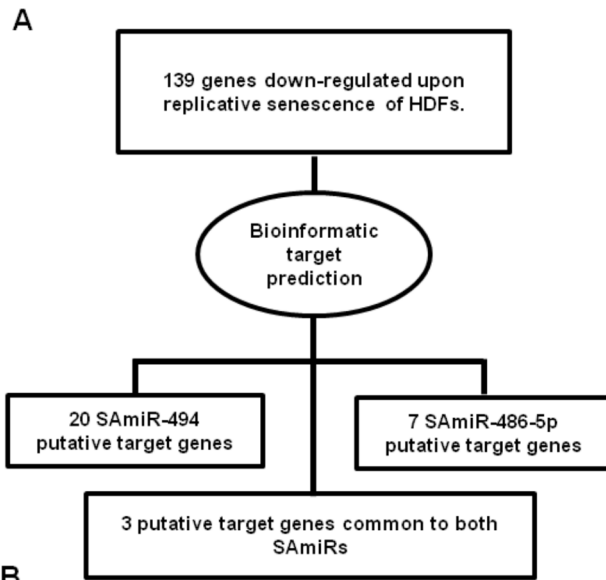 A
139 genes down-regulated upon
replicative senescence of HDFs.
Bioinformatic
target
prediction
20 SAmiR-494
putative target genes
7 SAmiR-486-5p
putative target genes
3 putative target genes common to both
SAmiRs
B